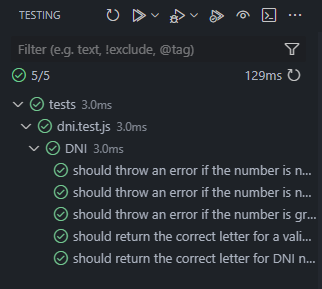 TESTING
Filter (e.g. text, !exclude, @tag)
5/5 129ms
tests 3.0ms
dni.test.js 3.0ms
DNI 3.0ms
should throw an error if the number is n...
should throw an error if the number is n...
should throw an error if the number is gr...
should return the correct letter for a vali...
should return the correct letter for DNI n...